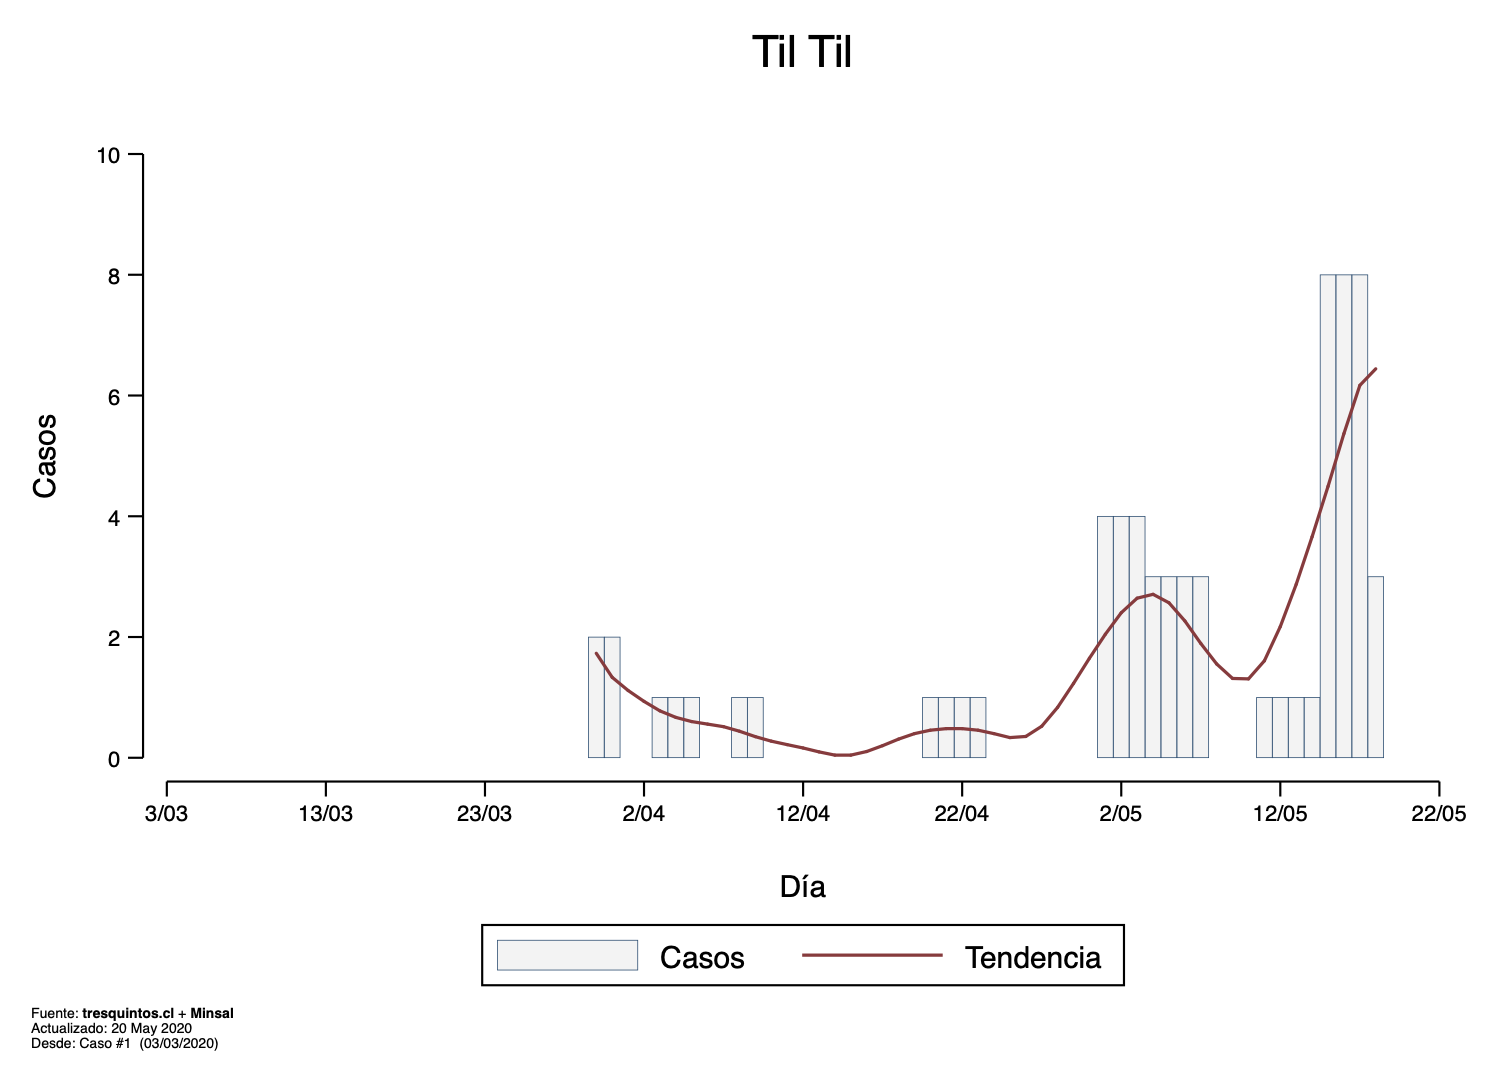 Til Til
10
8
6
4
2
0
Casos
3/03 13/03 23/03 2/04 12/04 22/04 2/05 12/05 22/05
Día
Casos Tendencia
Fuente: tresquintos.cl + Minsal
Actualizado: 20 May 2020
Desde: Caso #1 (03/03/2020)